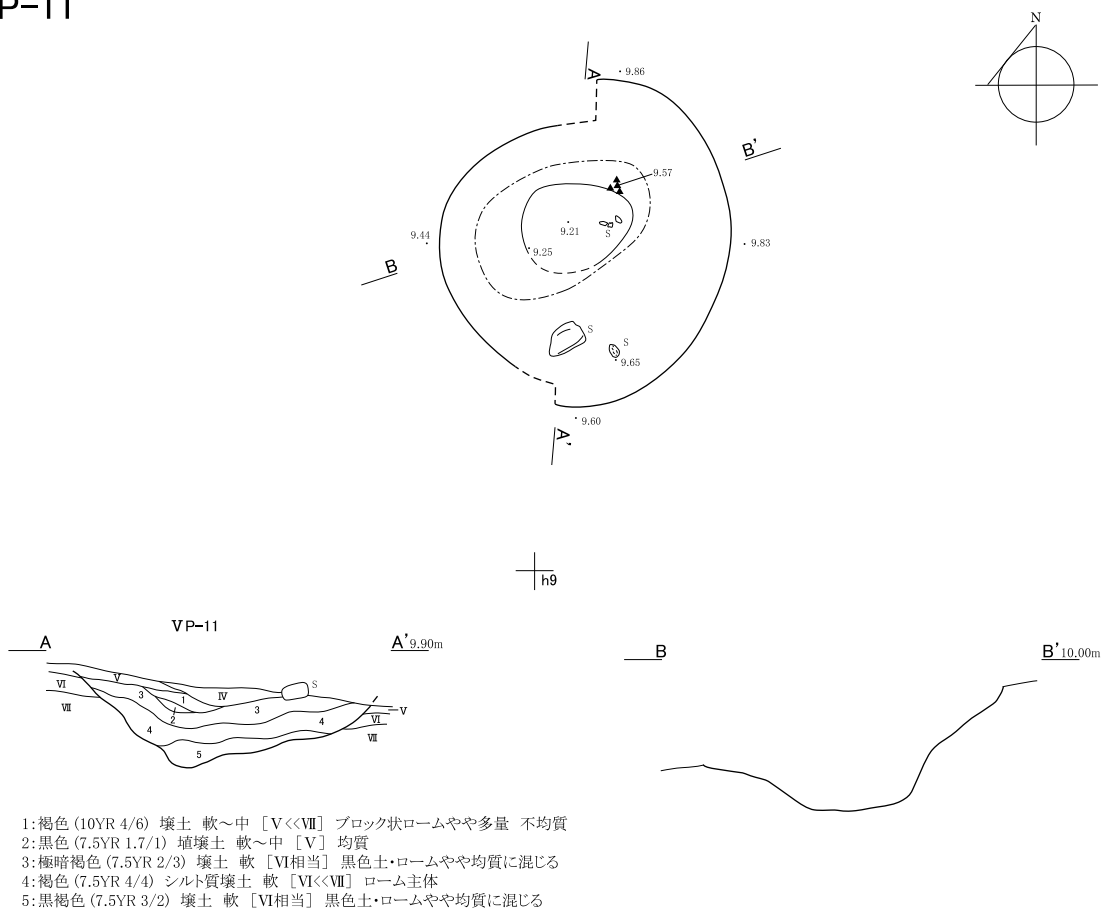 P-11
N
A
9.86
B'
9.57
9.21
S
9.25
9.44
9.83
B
S
S
9.65
9.60
A'
h9
ⅤP-11
A
A' 9.90m
B
B' 10.00m
Ⅴ
S
Ⅵ
3
1
Ⅳ
Ⅶ
2
3
Ⅴ
4
4
Ⅵ
Ⅶ
5
1:褐色 (10YR 4/6) 壌土 軟～中 [Ⅴ<<Ⅶ] ブロック状ロームやや多量 不均質
2:黒色 (7.5YR 1.7/1) 埴壌土 軟～中 [Ⅴ] 均質
3:極暗褐色 (7.5YR 2/3) 壌土 軟 [Ⅵ相当] 黒色土・ロームやや均質に混じる
4:褐色 (7.5YR 4/4) シルト質壌土 軟 [Ⅵ<<Ⅶ] ローム主体
5:黒褐色 (7.5YR 3/2) 壌土 軟 [Ⅵ相当] 黒色土・ロームやや均質に混じる